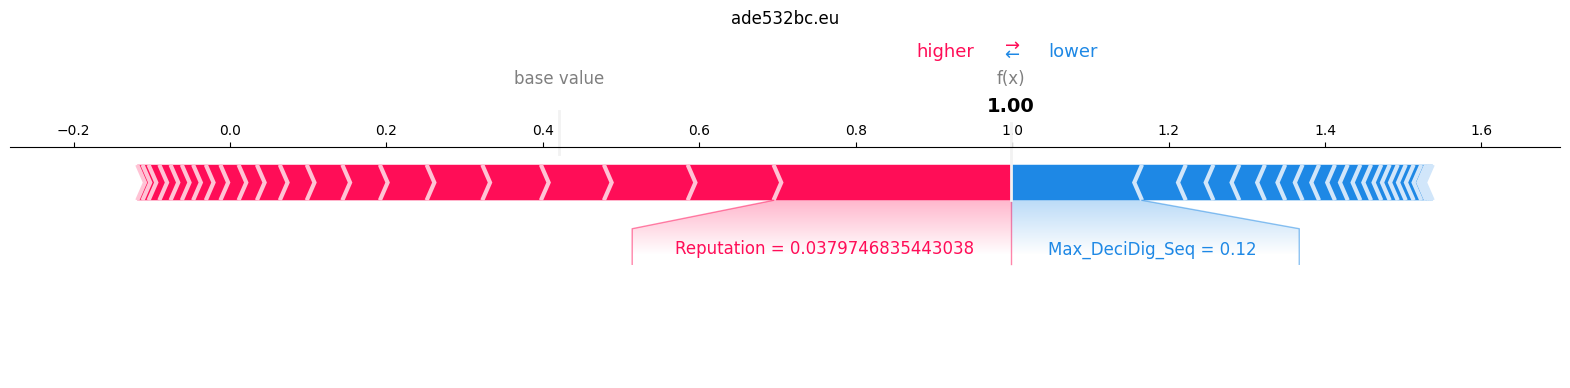 ade532bc.eu
higher ⇄ lower
base value f(x)
1.00
−0.2 0.0 0.2 0.4 0.6 0.8 1.0 1.2 1.4 1.6
Reputation = 0.0379746835443038 Max_DeciDig_Seq = 0.12